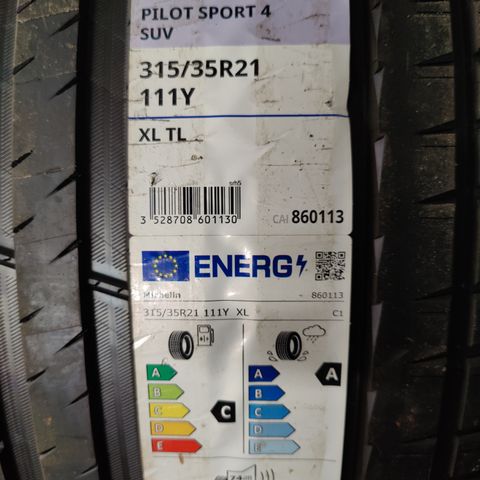 PILOT SPORT 4
SUV
315/35R21
111Y
XL TL
3 528708 601130
CAI 860113
ENERG
Michelin - 860113
315/35R21 111Y XL C1
A A
B B
C C C
D D
E E
A